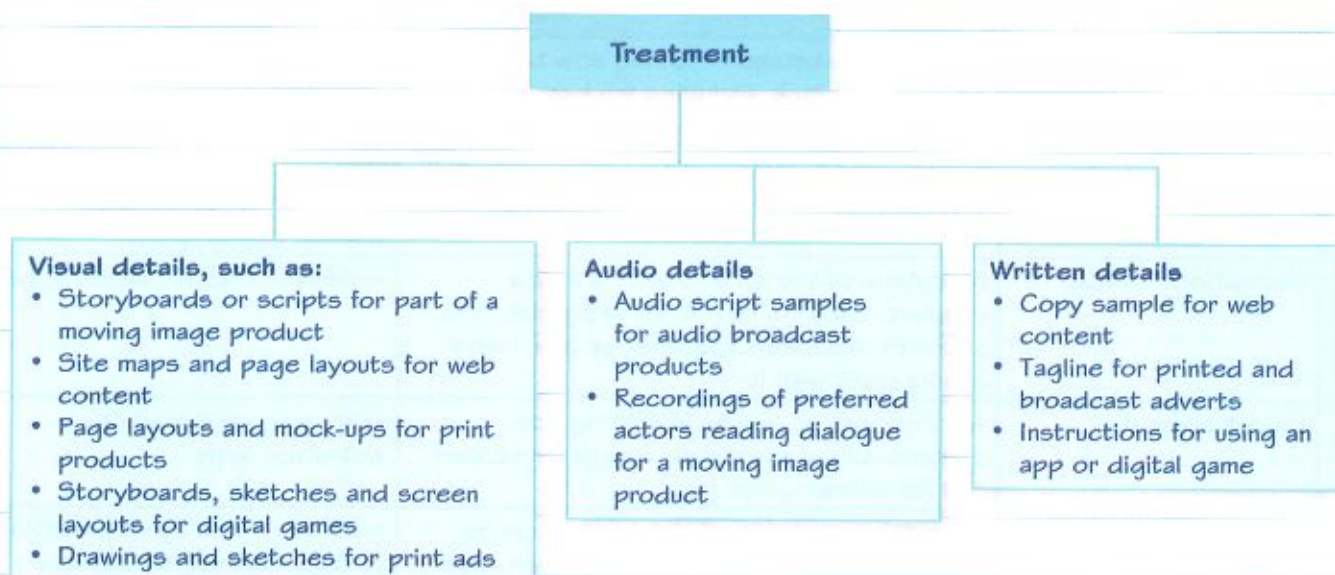 Treatment
Visual details, such as:
• Storyboards or scripts for part of a
moving image product
• Site maps and page layouts for web
content
• Page layouts and mock-ups for print
products
• Storyboards, sketches and screen
layouts for digital games
• Drawings and sketches for print ads
Audio details
• Audio script samples
for audio broadcast
products
• Recordings of preferred
actors reading dialogue
for a moving image
product
Written details
• Copy sample for web
content
• Tagline for printed and
broadcast adverts
• Instructions for using an
app or digital game